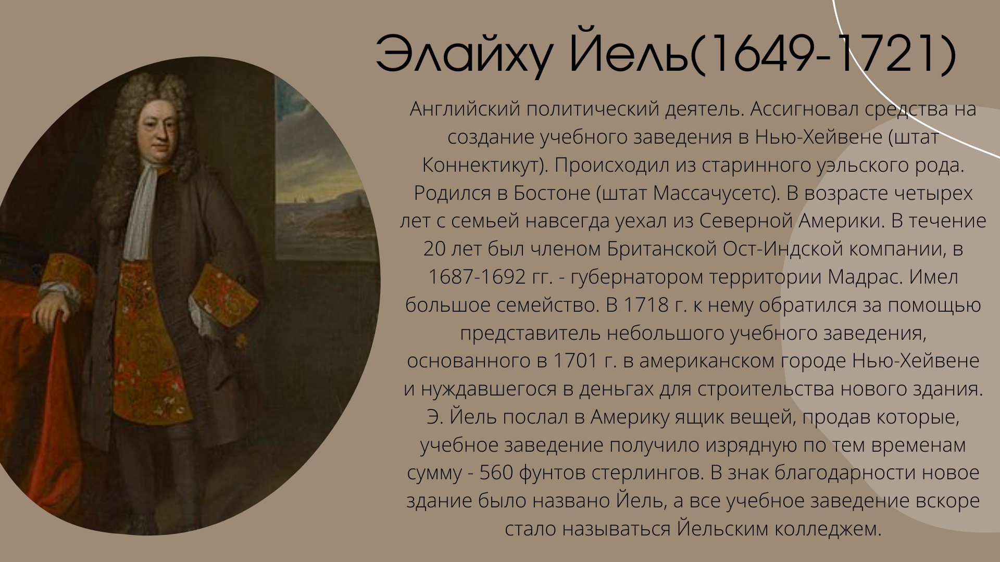 Элайху Йель(1649-1721)
Английский политический деятель. Ассигновал средства на
создание учебного заведения в Нью-Хейвене (штат
Коннектикут). Происходил из старинного уэльского рода.
Родился в Бостоне (штат Массачусетс). В возрасте четырех
лет с семьей навсегда уехал из Северной Америки. В течение
20 лет был членом Британской Ост-Индской компании, в
1687-1692 гг. - губернатором территории Мадрас. Имел
большое семейство. В 1718 г. к нему обратился за помощью
представитель небольшого учебного заведения,
основанного в 1701 г. в американском городе Нью-Хейвене
и нуждавшегося в деньгах для строительства нового здания.
Э. Йель послал в Америку ящик вещей, продав которые,
учебное заведение получило изрядную по тем временам
сумму - 560 фунтов стерлингов. В знак благодарности новое
здание было названо Йель, а все учебное заведение вскоре
стало называться Йельским колледжем.